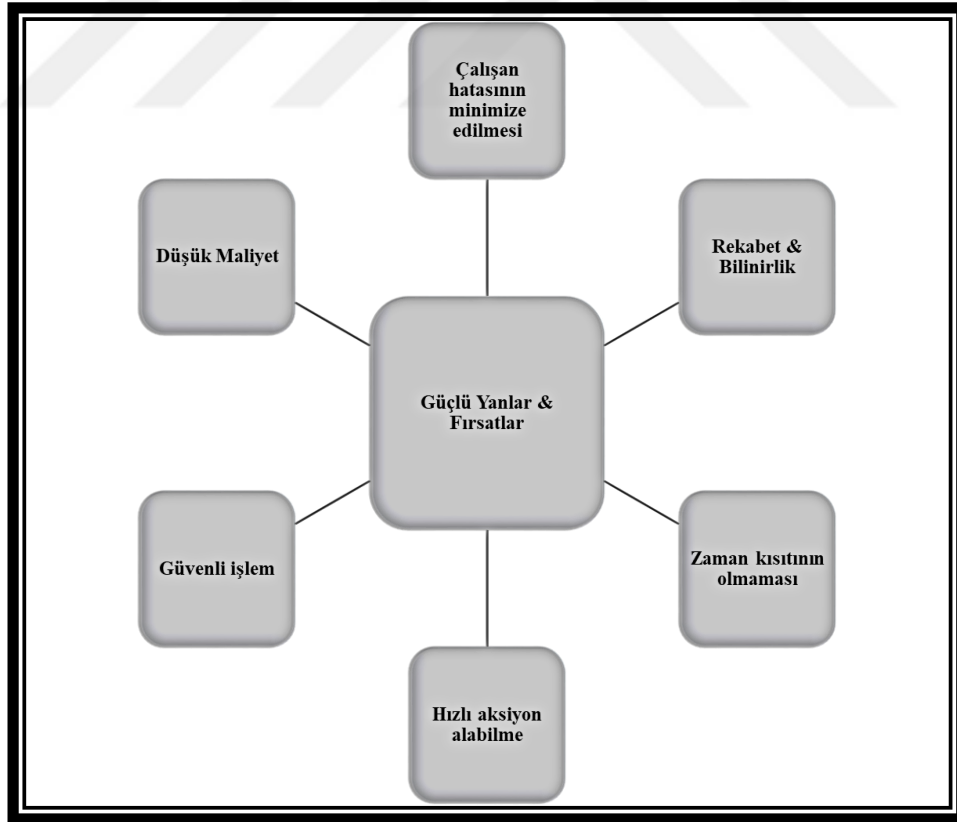 Çalışan
hatasının
minimize
edilmesi
Düşük Maliyet
Rekabet &
Bilinirlik
Güçlü Yanlar &
Fırsatlar
Güvenli işlem
Zaman kısıtının
olmaması
Hızlı aksiyon
alabilme